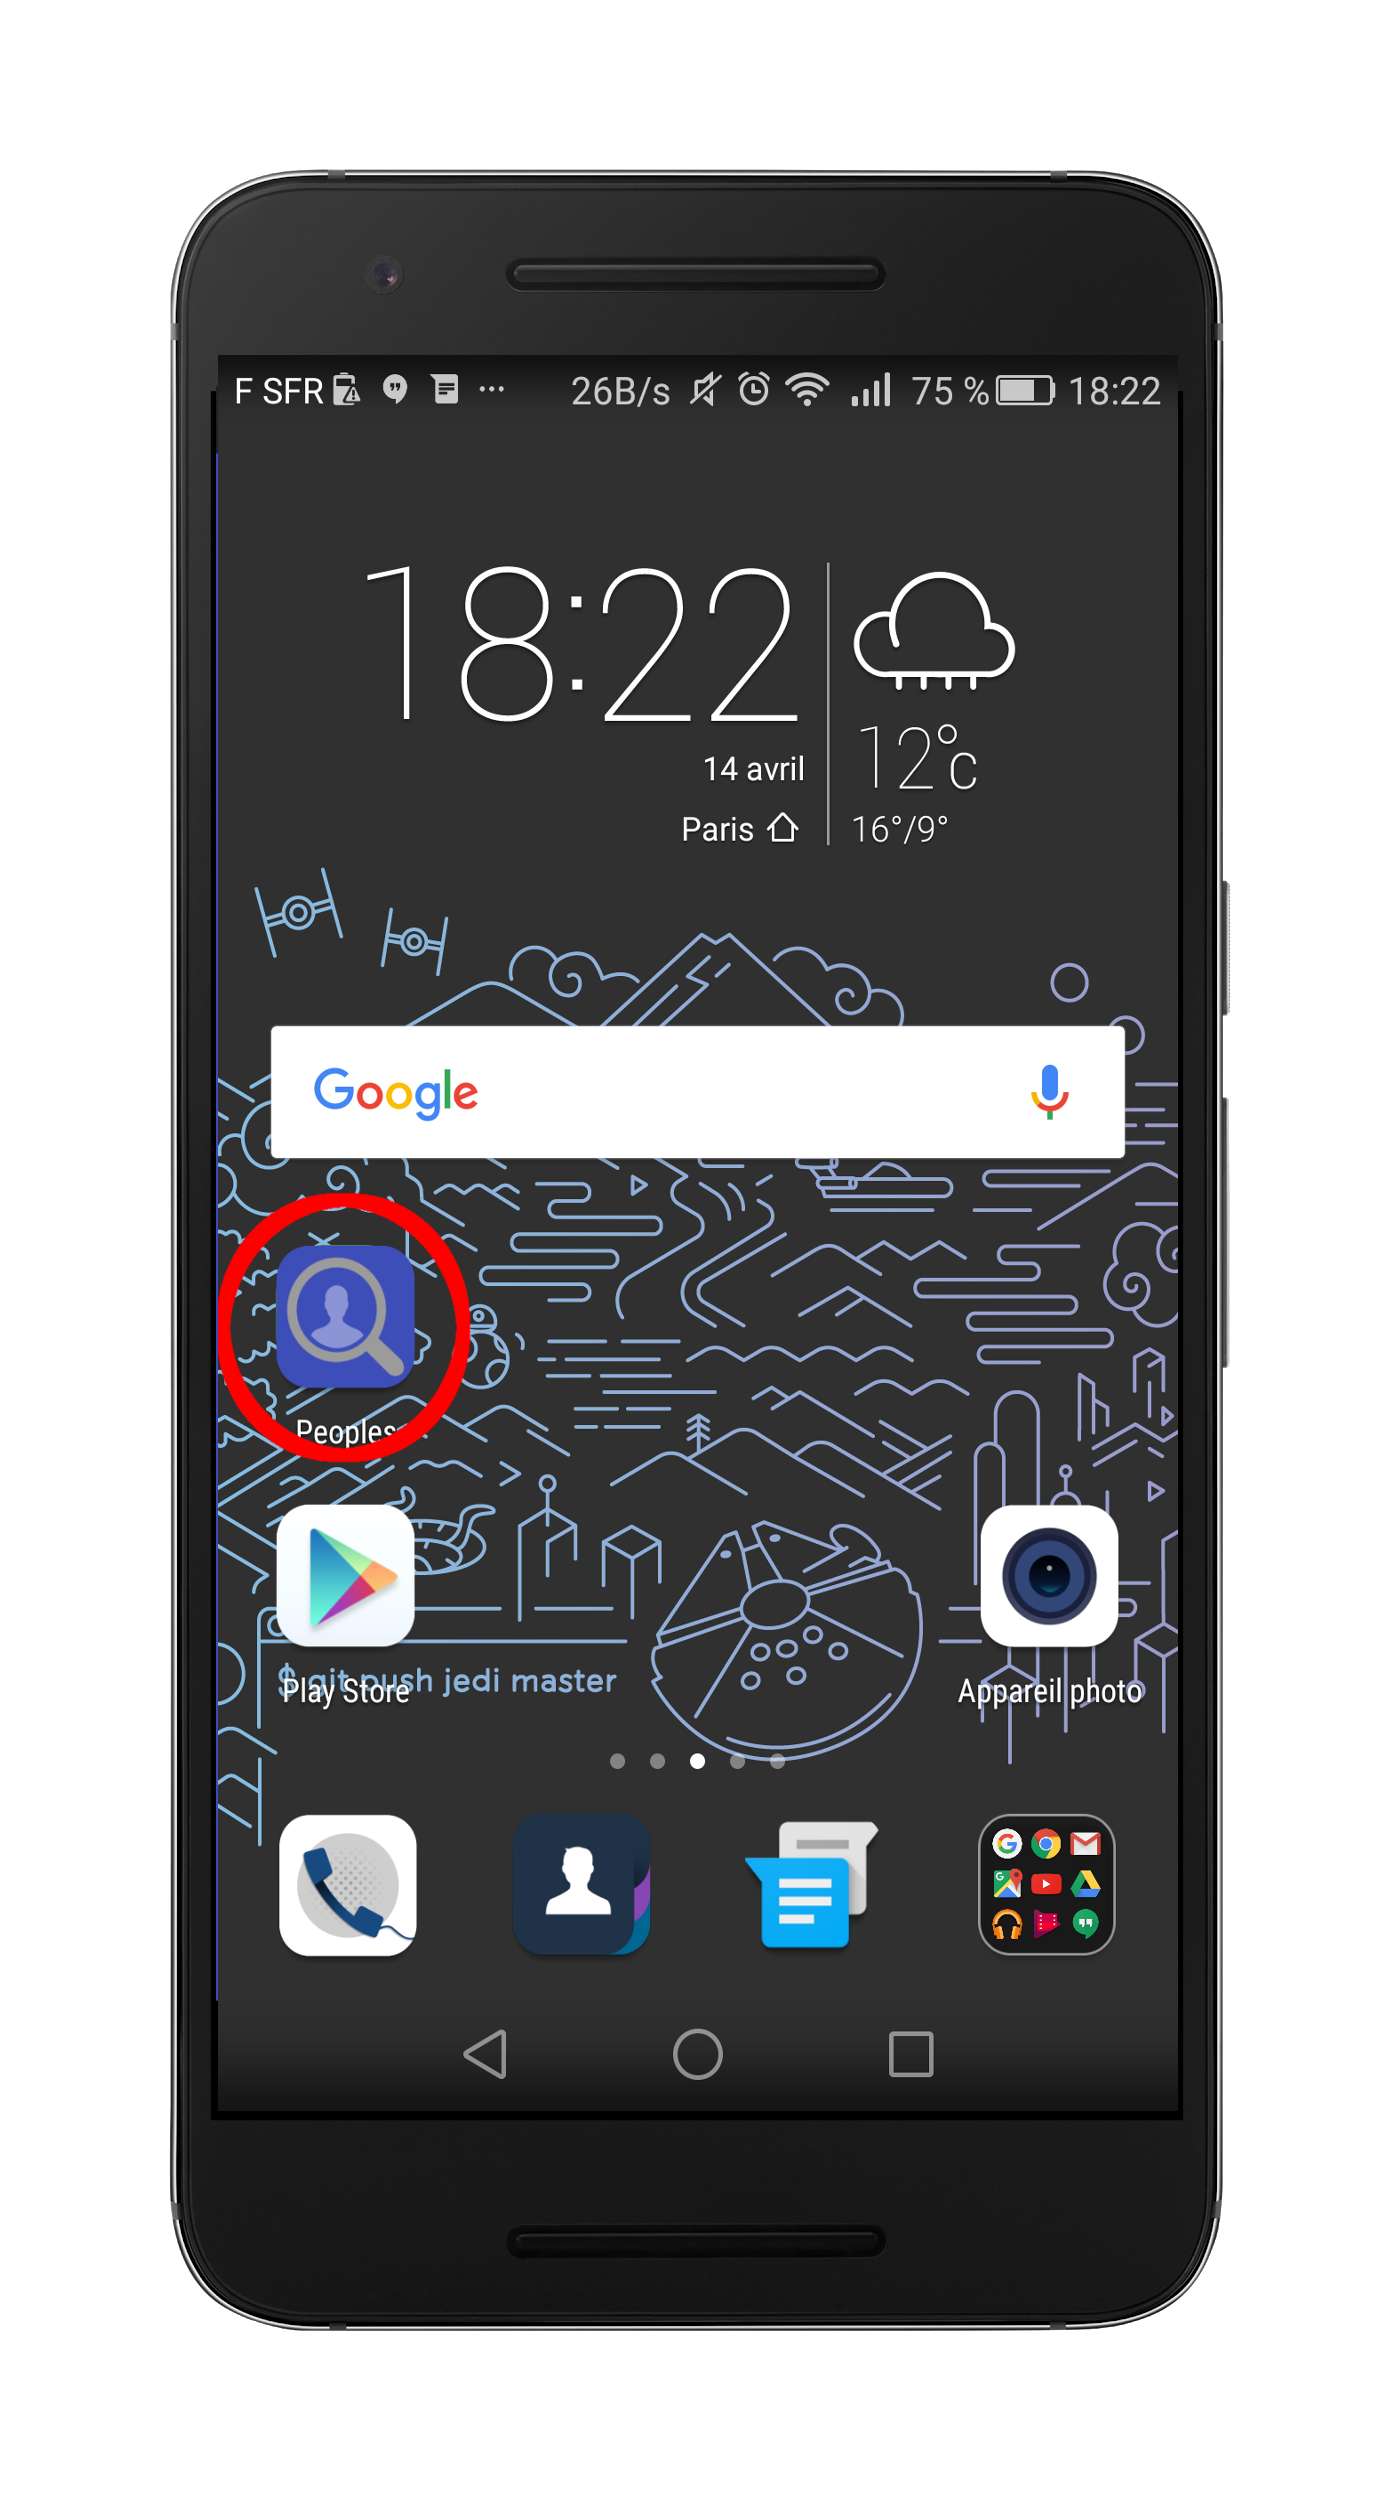 F SFR 26B/s 75 % 18:22
18:22
14 avril
12°C
Paris 16°/9°
Google
Peoples
$ git push jedi master
Play Store
Appareil photo